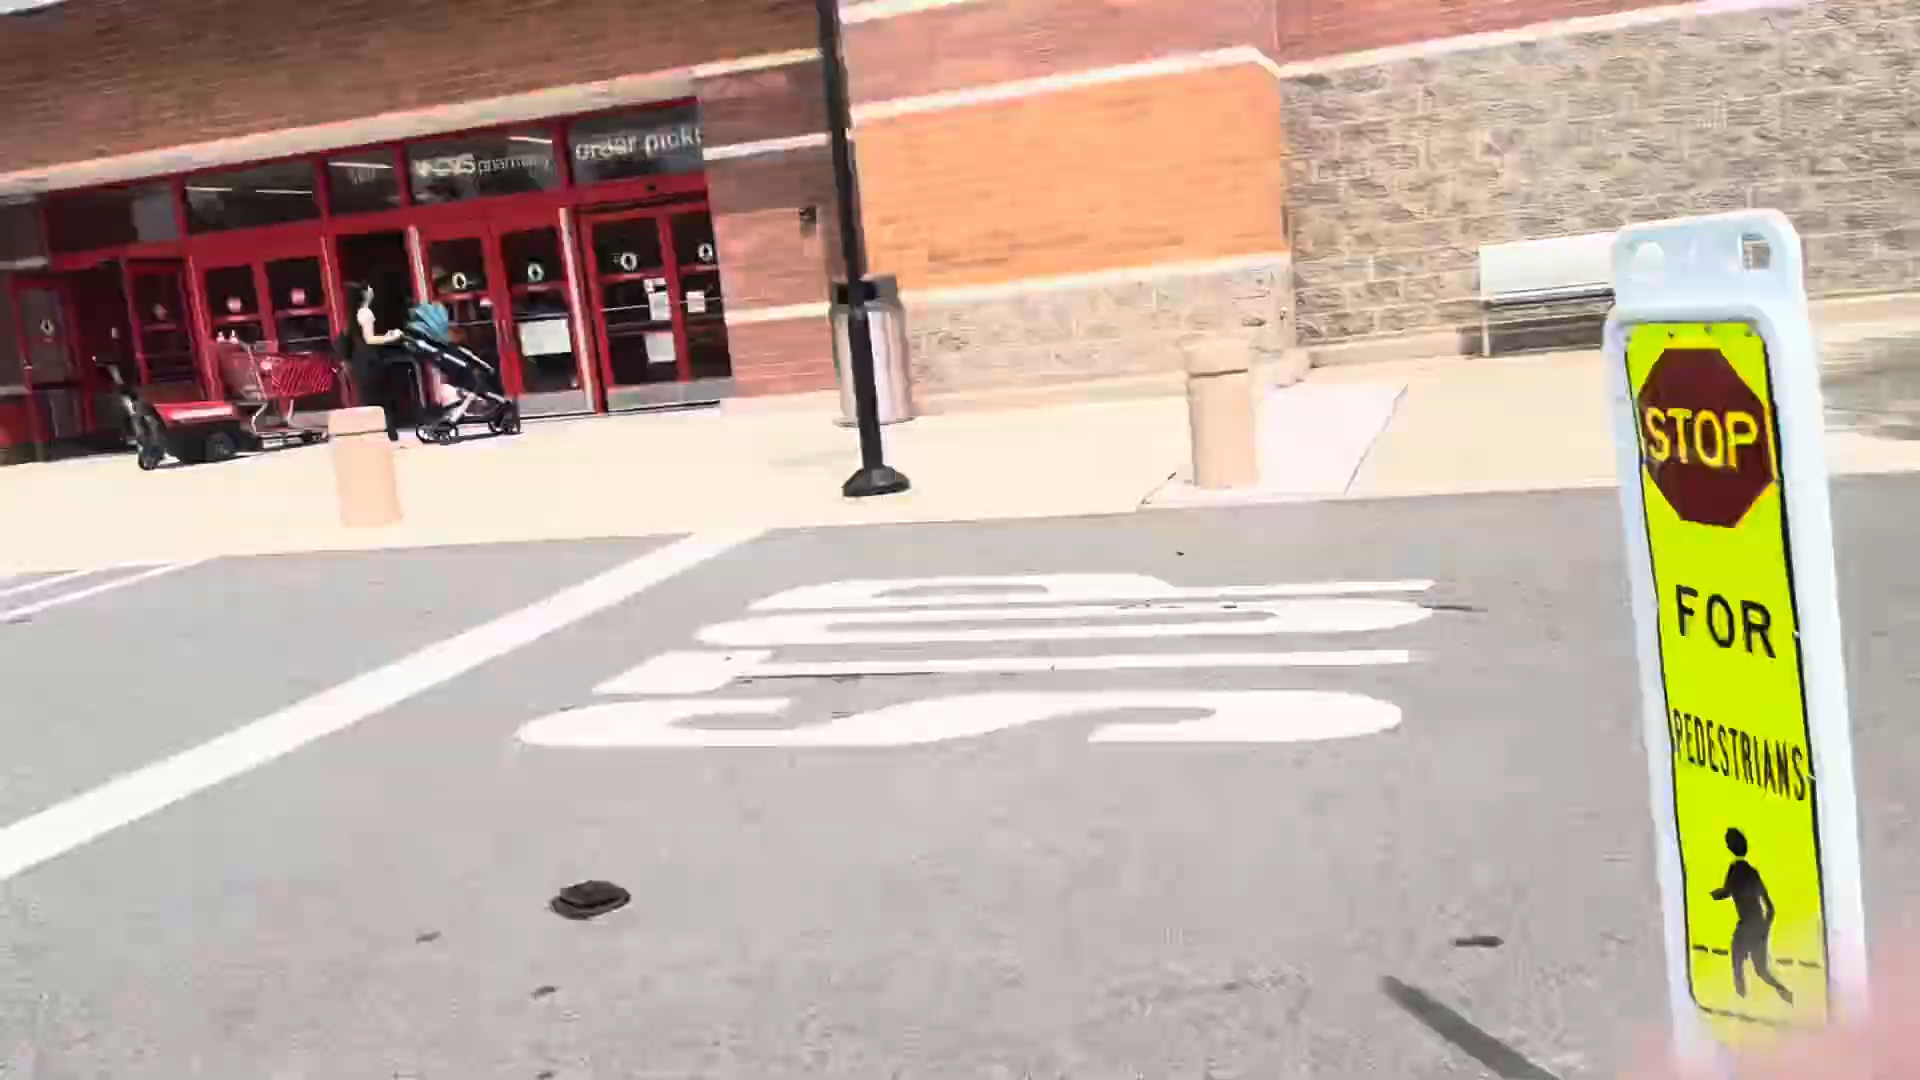 CVS pharmacy
order pick
STOP
FOR
PEDESTRIANS
STOP